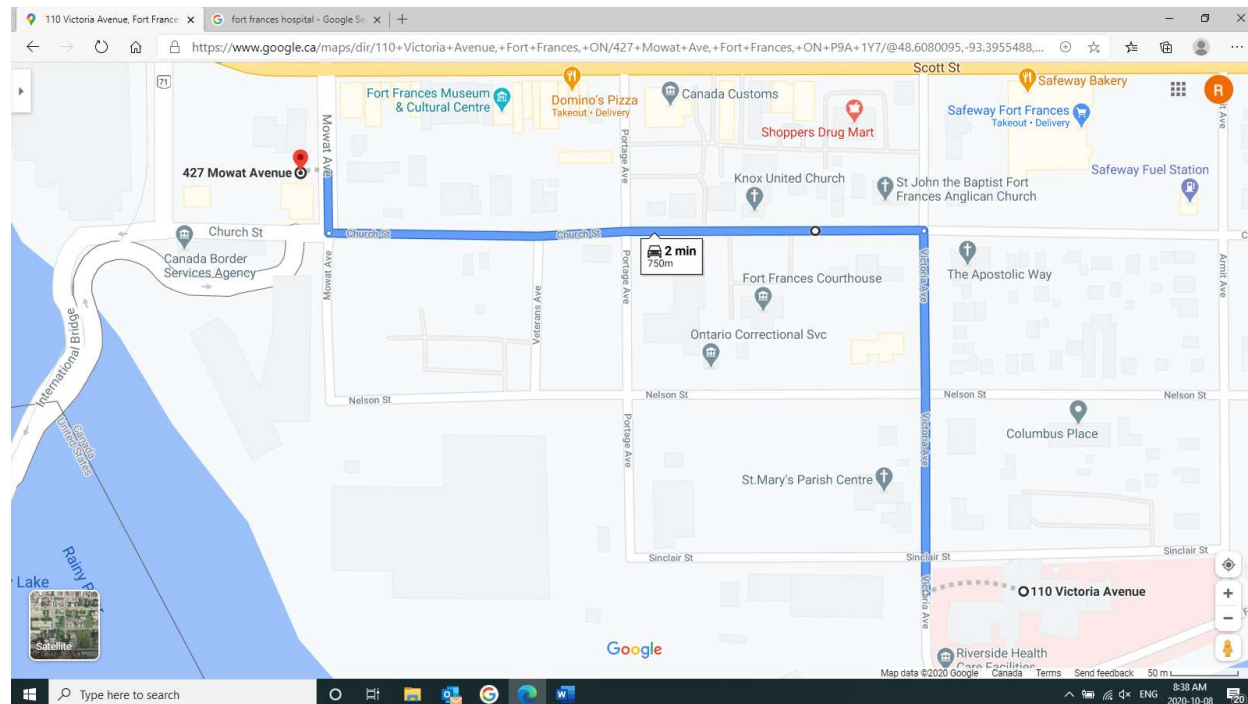 110 Victoria Avenue, Fort France
fort frances hospital - Google Se
https://www.google.ca/maps/dir/110+Victoria+Avenue,+Fort+Frances,+ON/427+Mowat+Ave,+Fort+Frances,+ON+P9A+1Y7/@48.6080095,-93.3955488,...
Scott St
71
Fort Frances Museum
& Cultural Centre
Domino's Pizza
Takeout • Delivery
Canada Customs
Shoppers Drug Mart
Safeway Bakery
Safeway Fort Frances
Takeout • Delivery
R
Mowat Ave
Portage Ave
427 Mowat Avenue
Knox United Church
St John the Baptist Fort
Frances Anglican Church
Safeway Fuel Station
Church St
Church St
Church St
Canada Border
Services Agency
2 min
750m
Fort Frances Courthouse
The Apostolic Way
Mowat Ave
Veterans Ave
Portage Ave
Victoria Ave
Armit Ave
Ontario Correctional Svc
International Bridge
Nelson St
Nelson St
Nelson St
Nelson St
Canada
United States
Portage Ave
Victoria Ave
Columbus Place
St.Mary's Parish Centre
Sinclair St
Sinclair St
Sinclair St
Lake
110 Victoria Avenue
Victoria Ave
Satellite
Google
Riverside Health
Care Facilities
Map data ©2020 Google Canada Terms Send feedback 50 m
Type here to search
W
ENG
8:38 AM
2020-10-08
20